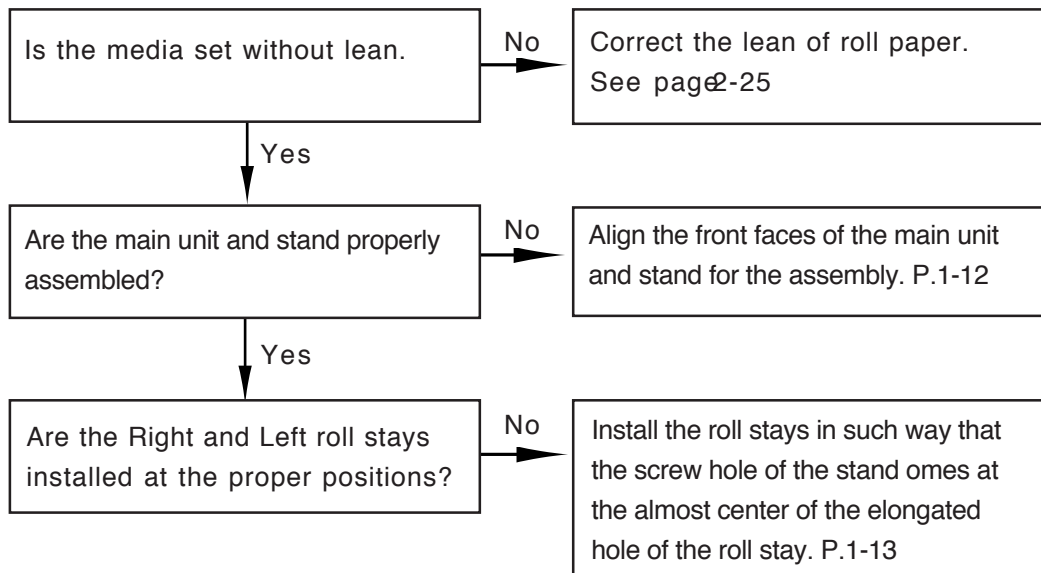 Is the media set without lean.
No
Correct the lean of roll paper.
See page2-25
Yes
Are the main unit and stand properly
assembled?
No
Align the front faces of the main unit
and stand for the assembly. P.1-12
Yes
Are the Right and Left roll stays
installed at the proper positions?
No
Install the roll stays in such way that
the screw hole of the stand omes at
the almost center of the elongated
hole of the roll stay. P.1-13